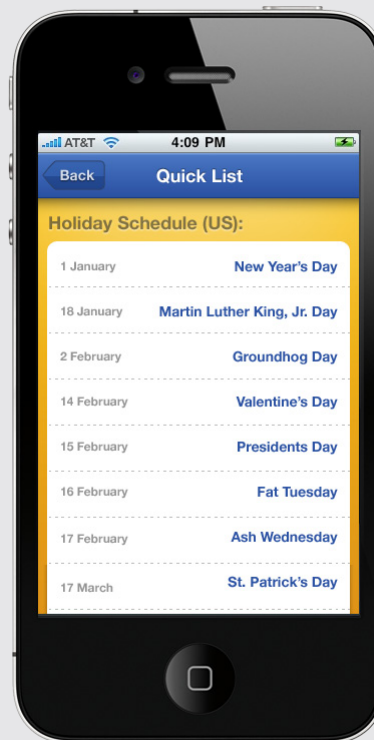 AT&T 4:09 PM
Back Quick List
Holiday Schedule (US):
1 January New Year's Day
18 January Martin Luther King, Jr. Day
2 February Groundhog Day
14 February Valentine's Day
15 February Presidents Day
16 February Fat Tuesday
17 February Ash Wednesday
17 March St. Patrick's Day